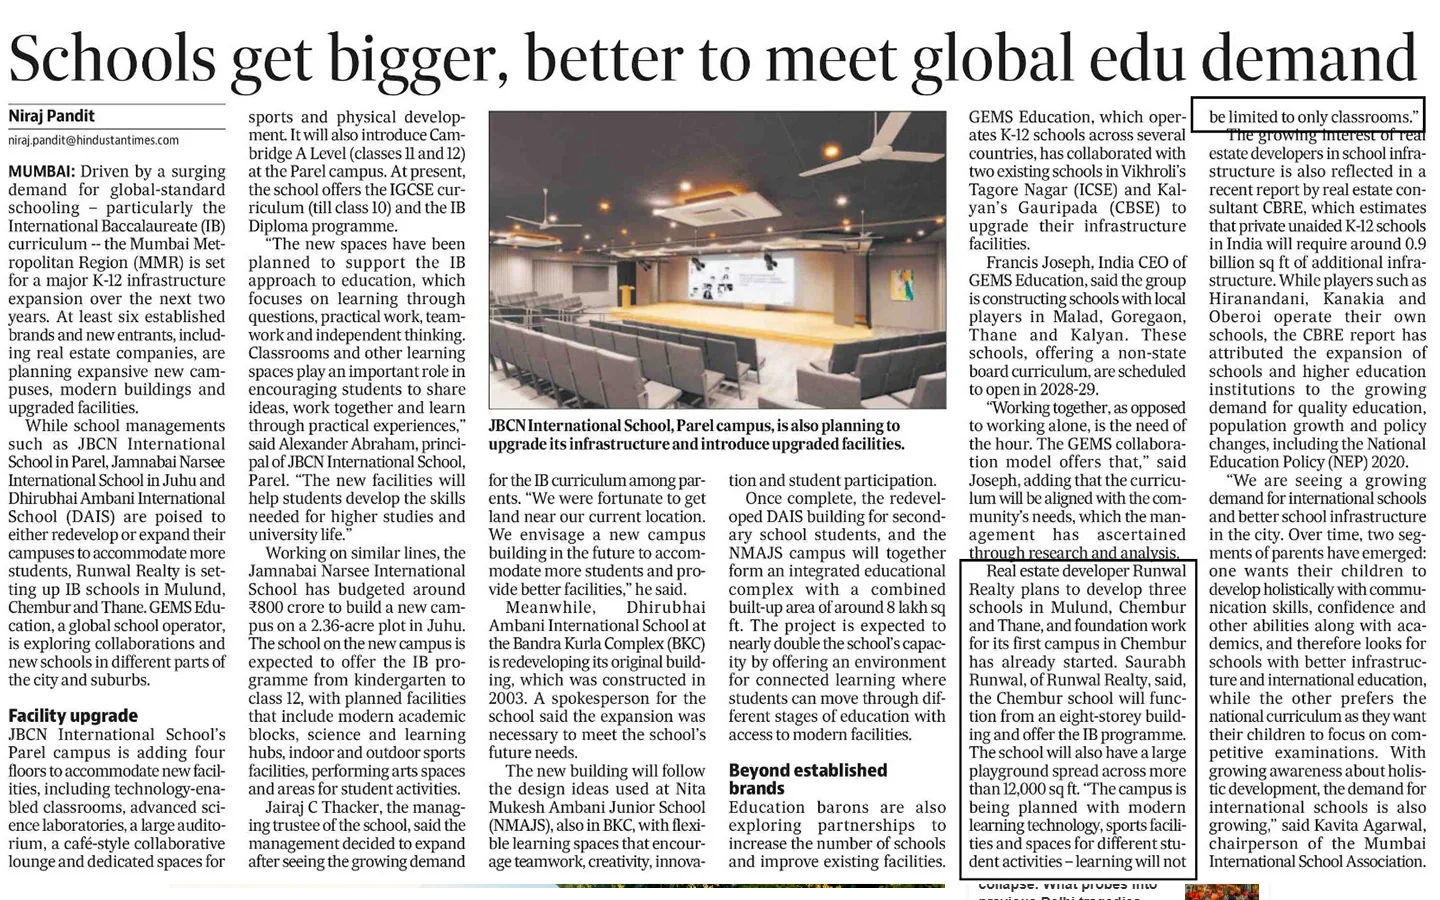 Schools get bigger, better to meet global edu demand
Niraj Pandit
niraj.pandit@hindustantimes.com
MUMBAI: Driven by a surging
demand for global-standard
schooling – particularly the
International Baccalaureate (IB)
curriculum -- the Mumbai Met-
ropolitan Region (MMR) is set
for a major K-12 infrastructure
expansion over the next two
years. At least six established
brands and new entrants, includ-
ing real estate companies, are
planning expansive new cam-
puses, modern buildings and
upgraded facilities.
While school managements
such as JBCN International
School in Parel, Jamnabai Narsee
International School in Juhu and
Dhirubhai Ambani International
School (DAIS) are poised to
either redevelop or expand their
campuses to accommodate more
students, Runwal Realty is set-
ting up IB schools in Mulund,
Chembur and Thane. GEMS Edu-
cation, a global school operator,
is exploring collaborations and
new schools in different parts of
the city and suburbs.
Facility upgrade
JBCN International School's
Parel campus is adding four
floors to accommodate new facil-
ities, including technology-ena-
bled classrooms, advanced sci-
ence laboratories, a large audito-
rium, a café-style collaborative
lounge and dedicated spaces for
sports and physical develop-
ment. It will also introduce Cam-
bridge A Level (classes 11 and 12)
at the Parel campus. At present,
the school offers the IGCSE cur-
riculum (till class 10) and the IB
Diploma programme.
“The new spaces have been
planned to support the IB
approach to education, which
focuses on learning through
questions, practical work, team-
work and independent thinking.
Classrooms and other learning
spaces play an important role in
encouraging students to share
ideas, work together and learn
through practical experiences,”
said Alexander Abraham, princi-
pal of JBCN International School,
Parel. “The new facilities will
help students develop the skills
needed for higher studies and
university life.”
Working on similar lines, the
Jamnabai Narsee International
School has budgeted around
₹800 crore to build a new cam-
pus on a 2.36-acre plot in Juhu.
The school on the new campus is
expected to offer the IB pro-
gramme from kindergarten to
class 12, with planned facilities
that include modern academic
blocks, science and learning
hubs, indoor and outdoor sports
facilities, performing arts spaces
and areas for student activities.
Jairaj C Thacker, the manag-
ing trustee of the school, said the
management decided to expand
after seeing the growing demand
JBCN International School, Parel campus, is also planning to
upgrade its infrastructure and introduce upgraded facilities.
for the IB curriculum among par-
ents. “We were fortunate to get
land near our current location.
We envisage a new campus
building in the future to accom-
modate more students and pro-
vide better facilities,” he said.
Meanwhile, Dhirubhai
Ambani International School at
the Bandra Kurla Complex (BKC)
is redeveloping its original build-
ing, which was constructed in
2003. A spokesperson for the
school said the expansion was
necessary to meet the school's
future needs.
The new building will follow
the design ideas used at Nita
Mukesh Ambani Junior School
(NMAJS), also in BKC, with flexi-
ble learning spaces that encour-
age teamwork, creativity, innova-
tion and student participation.
Once complete, the redevel-
oped DAIS building for second-
ary school students, and the
NMAJS campus will together
form an integrated educational
complex with a combined
built-up area of around 8 lakh sq
ft. The project is expected to
nearly double the school's capac-
ity by offering an environment
for connected learning where
students can move through dif-
ferent stages of education with
access to modern facilities.
Beyond established
brands
Education barons are also
exploring partnerships to
increase the number of schools
and improve existing facilities.
GEMS Education, which oper-
ates K-12 schools across several
countries, has collaborated with
two existing schools in Vikhroli's
Tagore Nagar (ICSE) and Kal-
yan's Gauripada (CBSE) to
upgrade their infrastructure
facilities.
Francis Joseph, India CEO of
GEMS Education, said the group
is constructing schools with local
players in Malad, Goregaon,
Thane and Kalyan. These
schools, offering a non-state
board curriculum, are scheduled
to open in 2028-29.
“Working together, as opposed
to working alone, is the need of
the hour. The GEMS collabora-
tion model offers that,” said
Joseph, adding that the curricu-
lum will be aligned with the com-
munity's needs, which the man-
agement has ascertained
through research and analysis.
Real estate developer Runwal
Realty plans to develop three
schools in Mulund, Chembur
and Thane, and foundation work
for its first campus in Chembur
has already started. Saurabh
Runwal, of Runwal Realty, said,
the Chembur school will func-
tion from an eight-storey build-
ing and offer the IB programme.
The school will also have a large
playground spread across more
than 12,000 sq ft. “The campus is
being planned with modern
learning technology, sports facili-
ties and spaces for different stu-
dent activities – learning will not
be limited to only classrooms.”
The growing interest of real
estate developers in school infra-
structure is also reflected in a
recent report by real estate con-
sultant CBRE, which estimates
that private unaided K-12 schools
in India will require around 0.9
billion sq ft of additional infra-
structure. While players such as
Hiranandani, Kanakia and
Oberoi operate their own
schools, the CBRE report has
attributed the expansion of
schools and higher education
institutions to the growing
demand for quality education,
population growth and policy
changes, including the National
Education Policy (NEP) 2020.
“We are seeing a growing
demand for international schools
and better school infrastructure
in the city. Over time, two seg-
ments of parents have emerged:
one wants their children to
develop holistically with commu-
nication skills, confidence and
other abilities along with aca-
demics, and therefore looks for
schools with better infrastruc-
ture and international education,
while the other prefers the
national curriculum as they want
their children to focus on com-
petitive examinations. With
growing awareness about holis-
tic development, the demand for
international schools is also
growing,” said Kavita Agarwal,
chairperson of the Mumbai
International School Association.
collapse: What probes into
previous Delhi tragedies